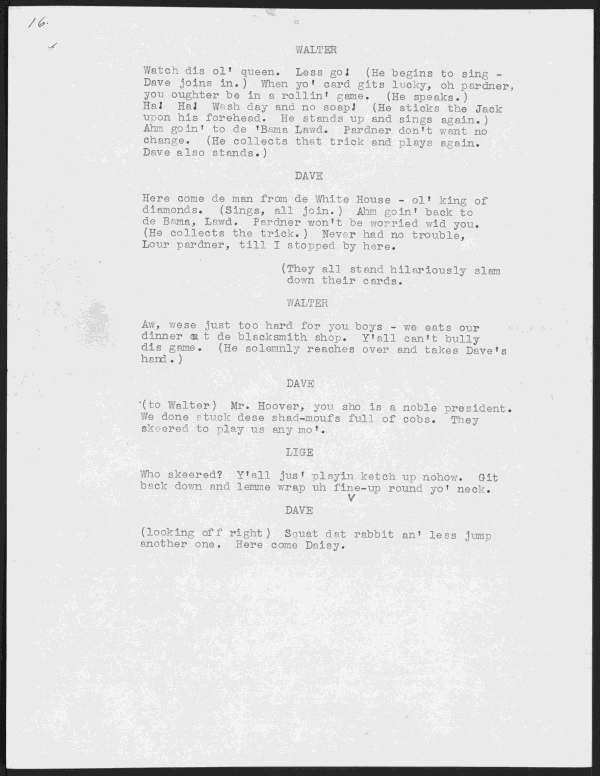 16.
WALTER
Watch dis ol' queen. Less go! (He begins to sing -
Dave joins in.) When yo' card gits lucky, oh pardner,
you oughter be in a rollin' game. (He speaks.)
Ha! Ha! Wash day and no soap! (He sticks the Jack
upon his forehead. He stands up and sings again.)
Ahm goin' to de 'Bama Lawd. Pardner don't want no
change. (He collects that trick and plays again.
Dave also stands.)
DAVE
Here come de man from de White House - ol' king of
diamonds. (Sings, all join.) Ahm goin' back to
de Bama, Lawd. Pardner won't be worried wid you.
(He collects the trick.) Never had no trouble,
Lour pardner, till I stopped by here.
(They all stand hilariously slam
down their cards.
WALTER
Aw, wese just too hard for you boys - we eats our
dinner at de blacksmith shop. Y'all can't bully
dis game. (He solemnly reaches over and takes Dave's
hand.)
DAVE
(to Walter) Mr. Hoover, you sho is a noble president.
We done stuck dese shad-moufs full of cobs. They
skeered to play us any mo'.
LIGE
Who skeered? Y'all jus' playin ketch up nohow. Git
back down and lemme wrap uh fine-up round yo' neck.
V
DAVE
(looking off right) Squat dat rabbit an' less jump
another one. Here come Daisy.